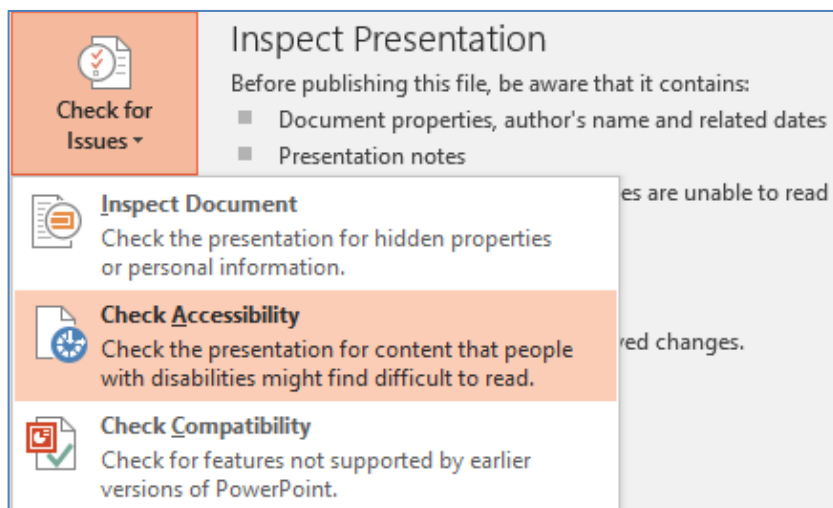 Inspect Presentation
Before publishing this file, be aware that it contains:
Document properties, author's name and related dates
Presentation notes
es are unable to read
ved changes.
Check for
Issues
Inspect Document
Check the presentation for hidden properties
or personal information.
Check Accessibility
Check the presentation for content that people
with disabilities might find difficult to read.
Check Compatibility
Check for features not supported by earlier
versions of PowerPoint.